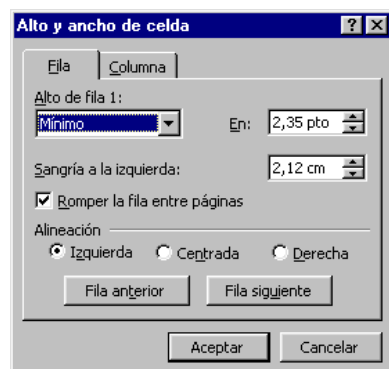 Alto y ancho de celda
Fila Columna
Alto de fila 1:
Mínimo En: 2,35 pto
Sangría a la izquierda: 2,12 cm
Romper la fila entre páginas
Alineación
Izquierda Centrada Derecha
Fila anterior Fila siguiente
Aceptar Cancelar